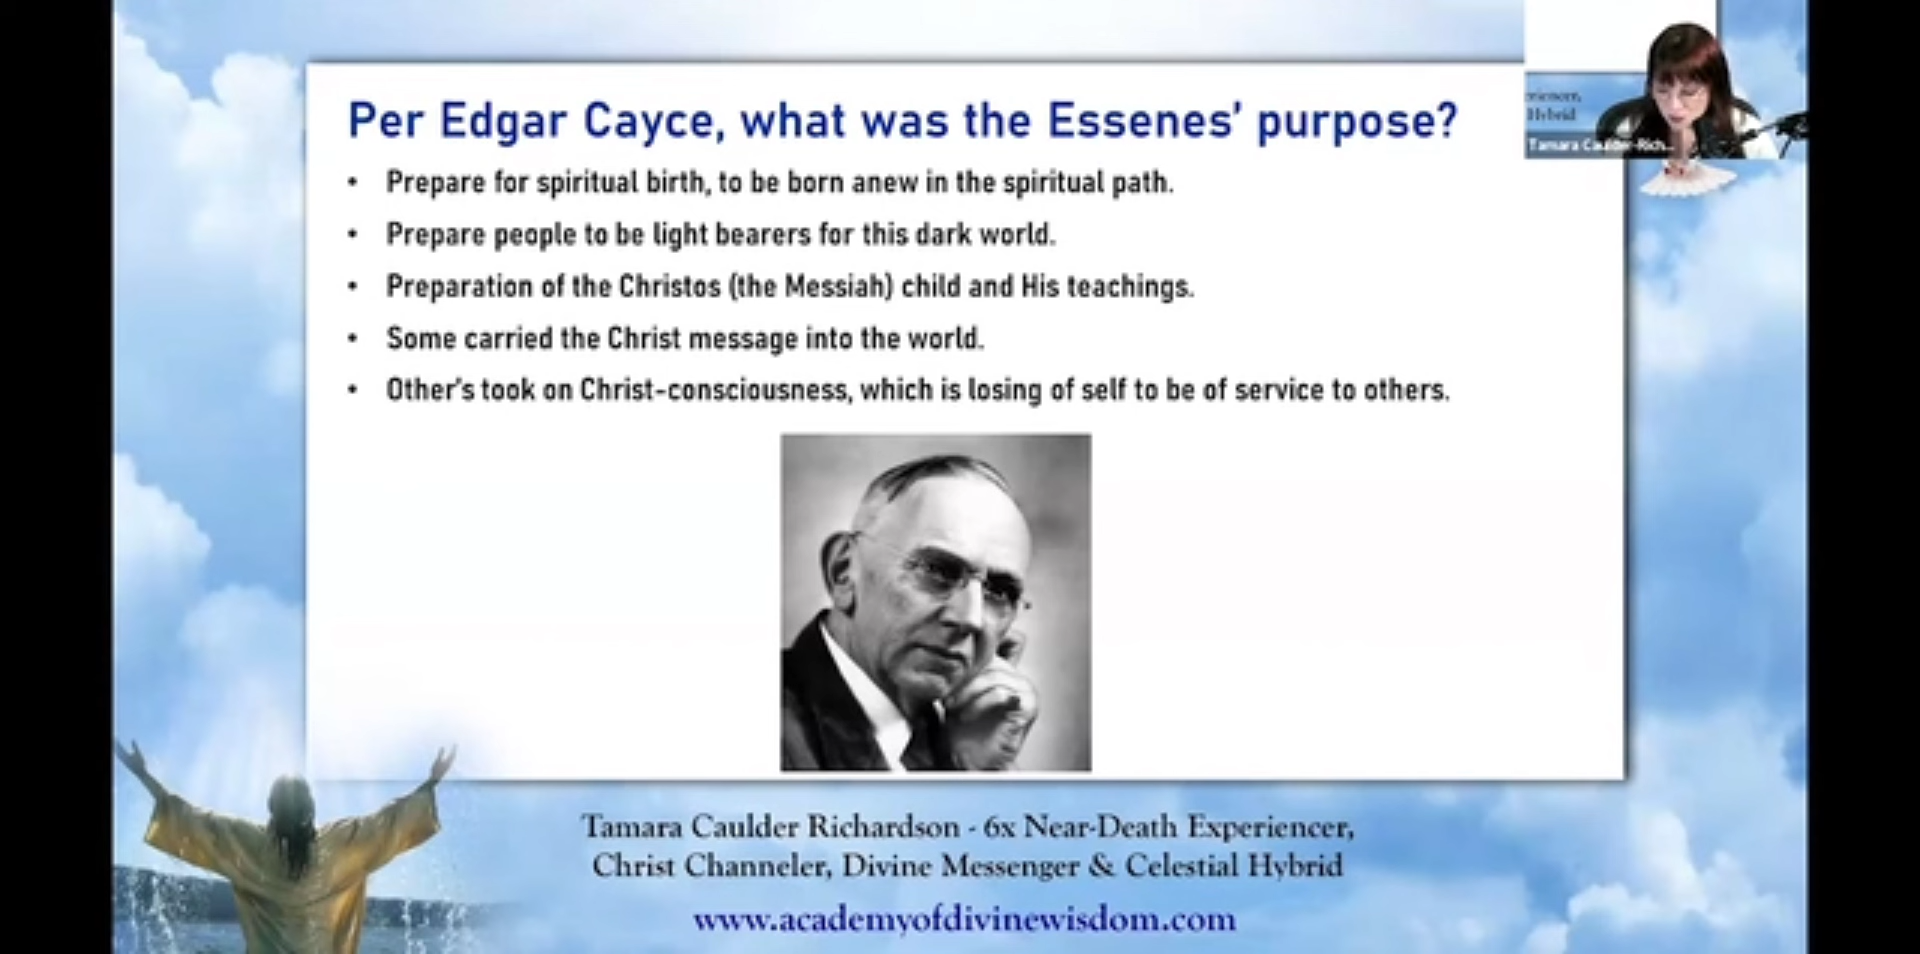 Per Edgar Cayce, what was the Essenes' purpose?
• Prepare for spiritual birth, to be born anew in the spiritual path.
• Prepare people to be light bearers for this dark world.
• Preparation of the Christos (the Messiah) child and His teachings.
• Some carried the Christ message into the world.
• Other's took on Christ-consciousness, which is losing of self to be of service to others.
Hybrid
Tamara Caulder-Rich...
Tamara Caulder Richardson - 6x Near-Death Experiencer,
Christ Channeler, Divine Messenger & Celestial Hybrid
www.academyofdivinewisdom.com